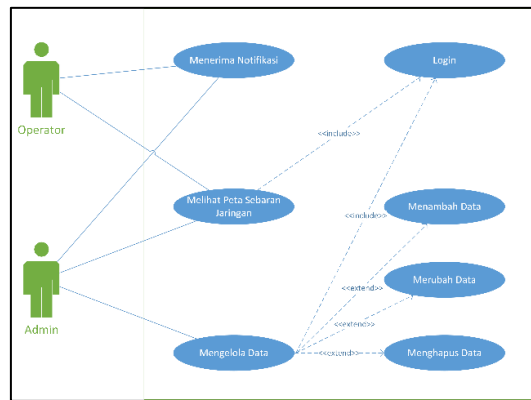 Menerima Notifikasi
Login
Operator
<<include>>
Melihat Peta Sebaran
Jaringan
Menambah Data
<<include>>
Merubah Data
<<extend>>
Admin
<<extend>>
Mengelola Data
<<extend>>
Menghapus Data